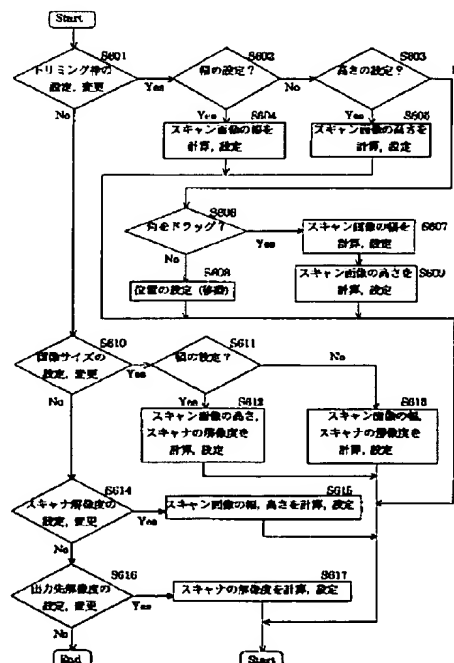 Start
S601
トリミング枠の
設定, 変更
Yes
No
S602
幅の設定?
Yes
No
S603
高さの設定?
Yes
S604
スキャン画像の幅を
計算, 設定
S605
スキャン画像の高さを
計算, 設定
S606
角をドラッグ?
Yes
No
S607
スキャン画像の幅を
計算, 設定
S608
位置の設定 (移動)
S609
スキャン画像の高さを
計算, 設定
S610
画像サイズの
設定, 変更
Yes
No
S611
幅の設定?
Yes
No
S612
スキャン画像の高さ,
スキャナの解像度を
計算, 設定
S613
スキャン画像の幅,
スキャナの解像度を
計算, 設定
S614
スキャナ解像度の
設定, 変更
Yes
No
S615
スキャン画像の幅, 高さを計算, 設定
S616
出力先解像度の
設定, 変更
Yes
No
S617
スキャナの解像度を計算, 設定
End
Start